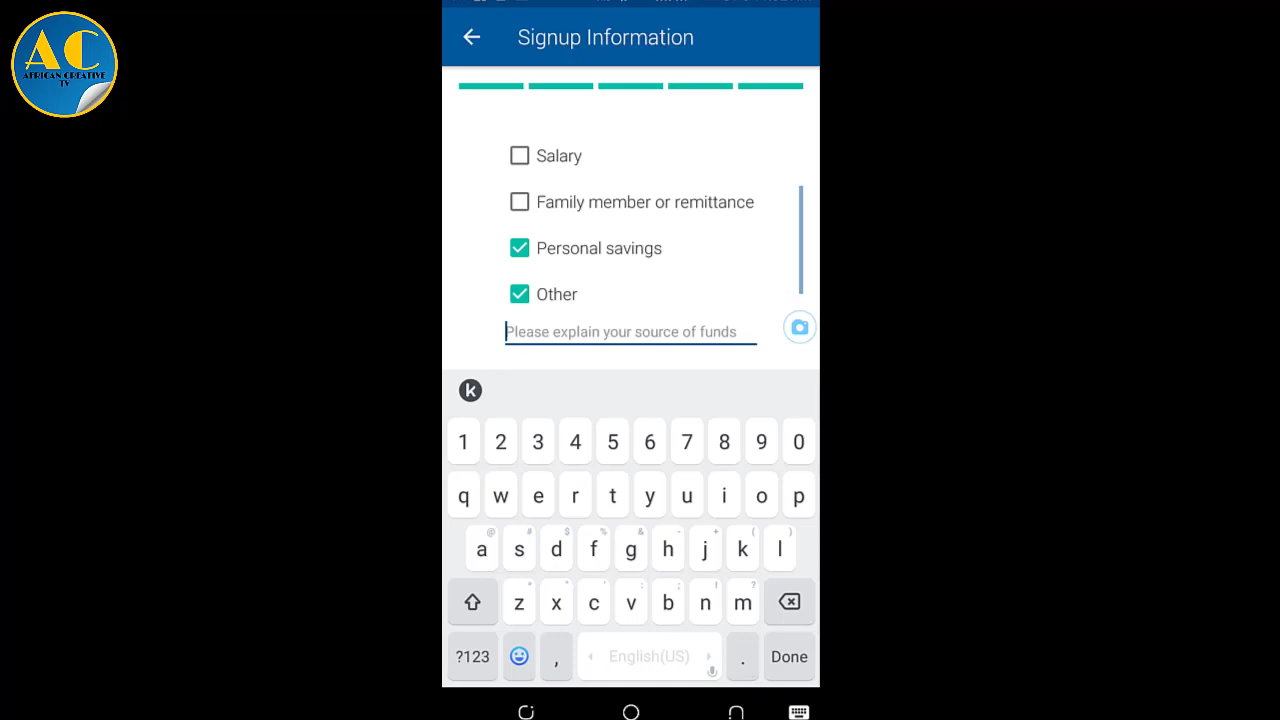 AC
AFRICAN CREATIVE
TV
Signup Information
Salary
Family member or remittance
Personal savings
Other
Please explain your source of funds
k
1 2 3 4 5 6 7 8 9 0
q w e r t y u i o p
@ # $ % & - + ( )
a s d f g h j k l
* " ' : ; ! ?
z x c v b n m
?123 , English(US) . Done